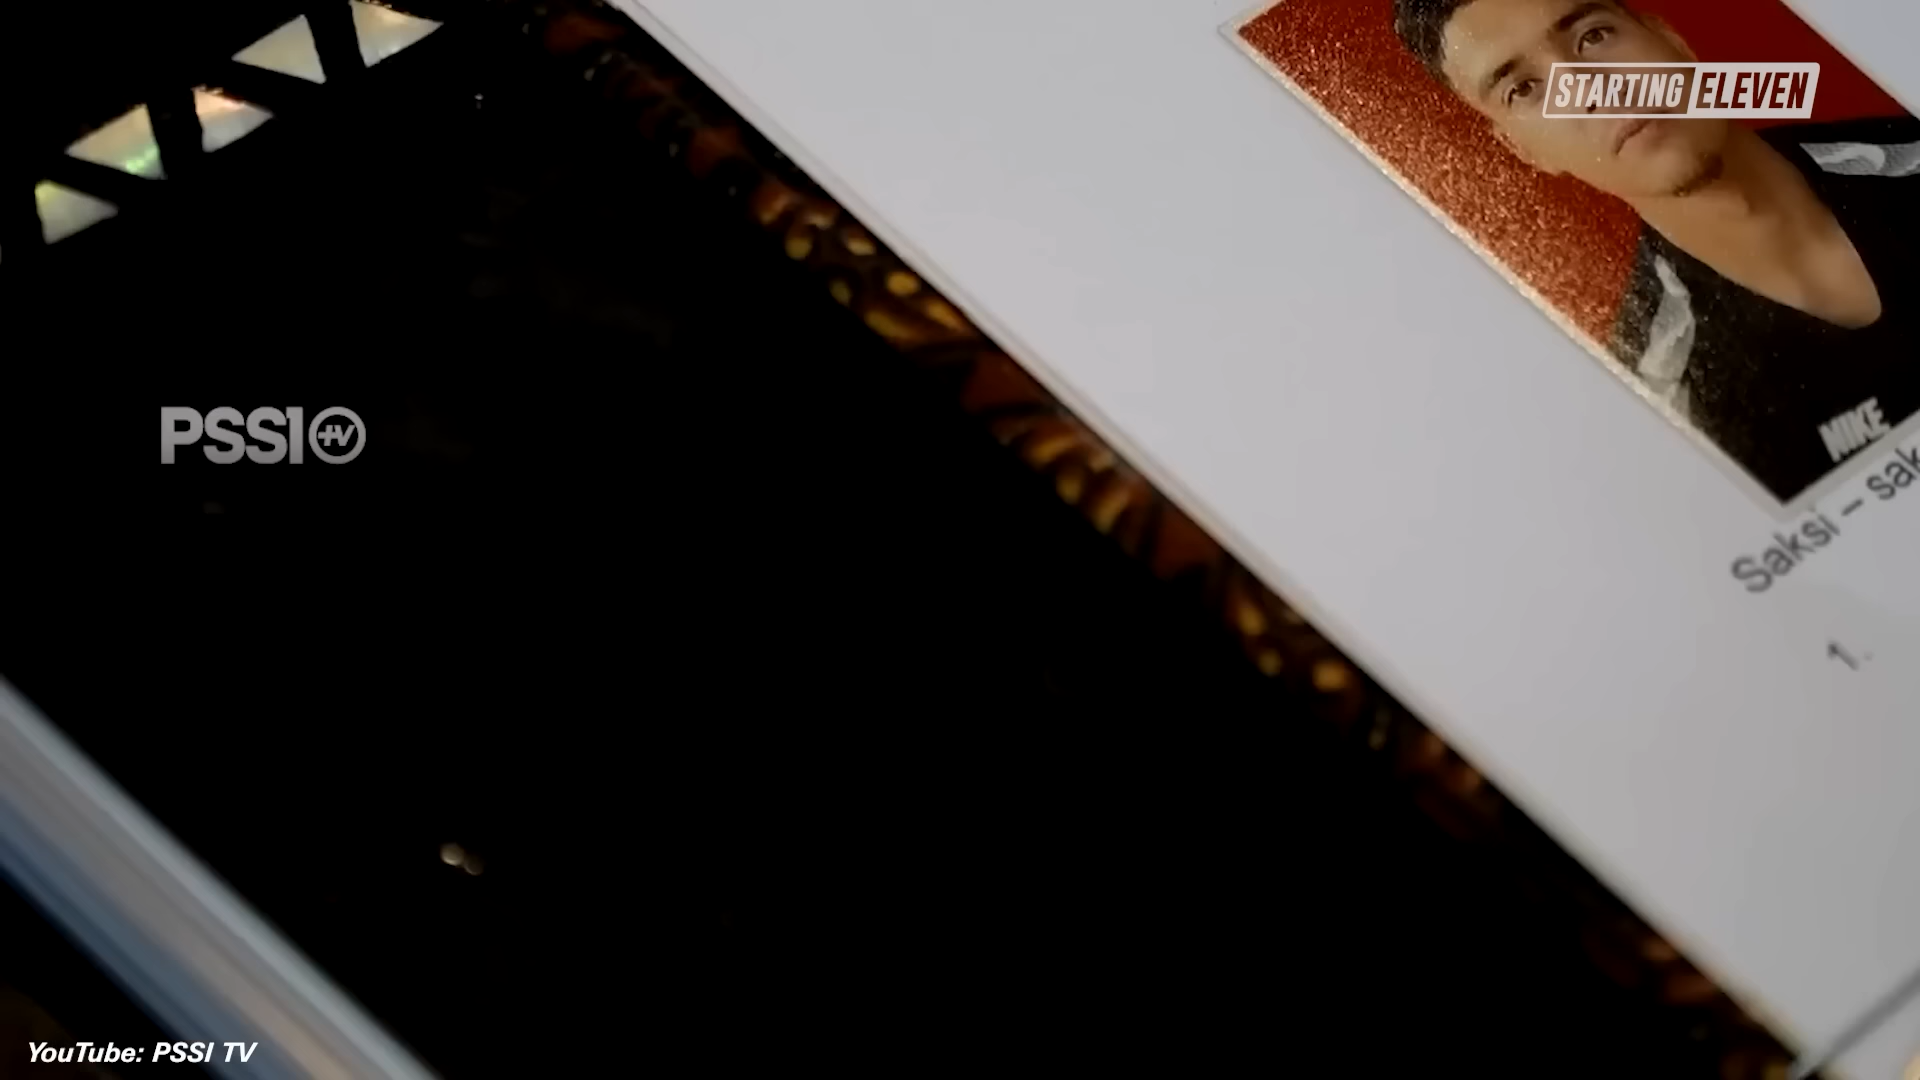 STARTING ELEVEN
PSSI tv
NIKE
Saksi – sak
1.
YouTube: PSSI TV